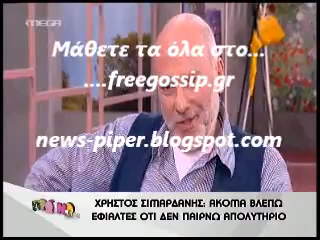 MEGA
Μάθετε τα όλα στο...
....freegossip.gr
news-piper.blogspot.com
ΧΡΗΣΤΟΣ ΣΙΜΑΡΔΑΝΗΣ: ΑΚΟΜΑ ΒΛΕΠΩ
ΕΦΙΑΛΤΕΣ ΟΤΙ ΔΕΝ ΠΑΙΡΝΩ ΑΠΟΛΥΤΗΡΙΟ